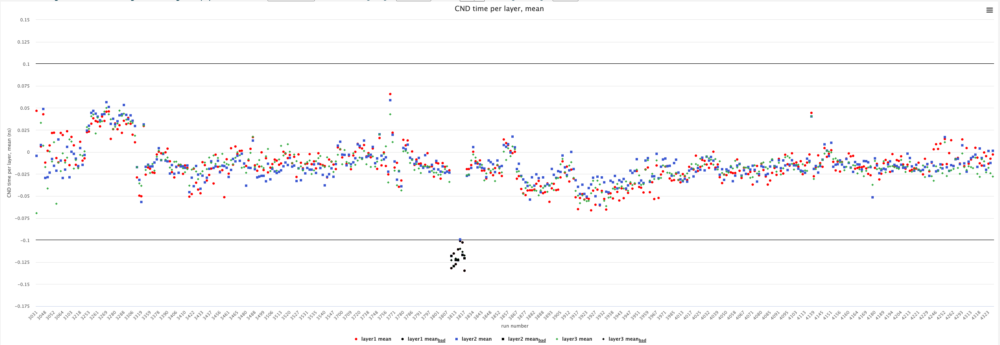 CND time per layer, mean
0.15
0.125
0.1
0.075
0.05
0.025
0
−0.025
−0.05
−0.075
−0.1
−0.125
−0.15
−0.175
CND time per layer, mean (ns)
3031 3048 3052 3064 3103 3218 3253 3261 3269 3280 3288 3306 3319 3359 3378 3390 3406 3410 3422 3433 3437 3456 3461 3465 3480 3488 3499 3506 3513 3520 3527 3531 3535 3540 3547 3700 3709 3720 3738 3748 3756 3771 3780 3786 3791 3797 3801 3807 3813 3817 3834 3843 3848 3852 3857 3867 3877 3882 3888 3893 3905 3912 3917 3923 3927 3932 3938 3943 3947 3951 3959 3967 3971 3985 4013 4017 4025 4032 4039 4050 4058 4067 4071 4080 4085 4091 4095 4103 4113 4139 4145 4151 4156 4160 4164 4169 4180 4189 4194 4204 4213 4221 4229 4246 4252 4262 4293 4313 4318 4323
run number
layer1 mean layer1 meanbad layer2 mean layer2 meanbad layer3 mean layer3 meanbad